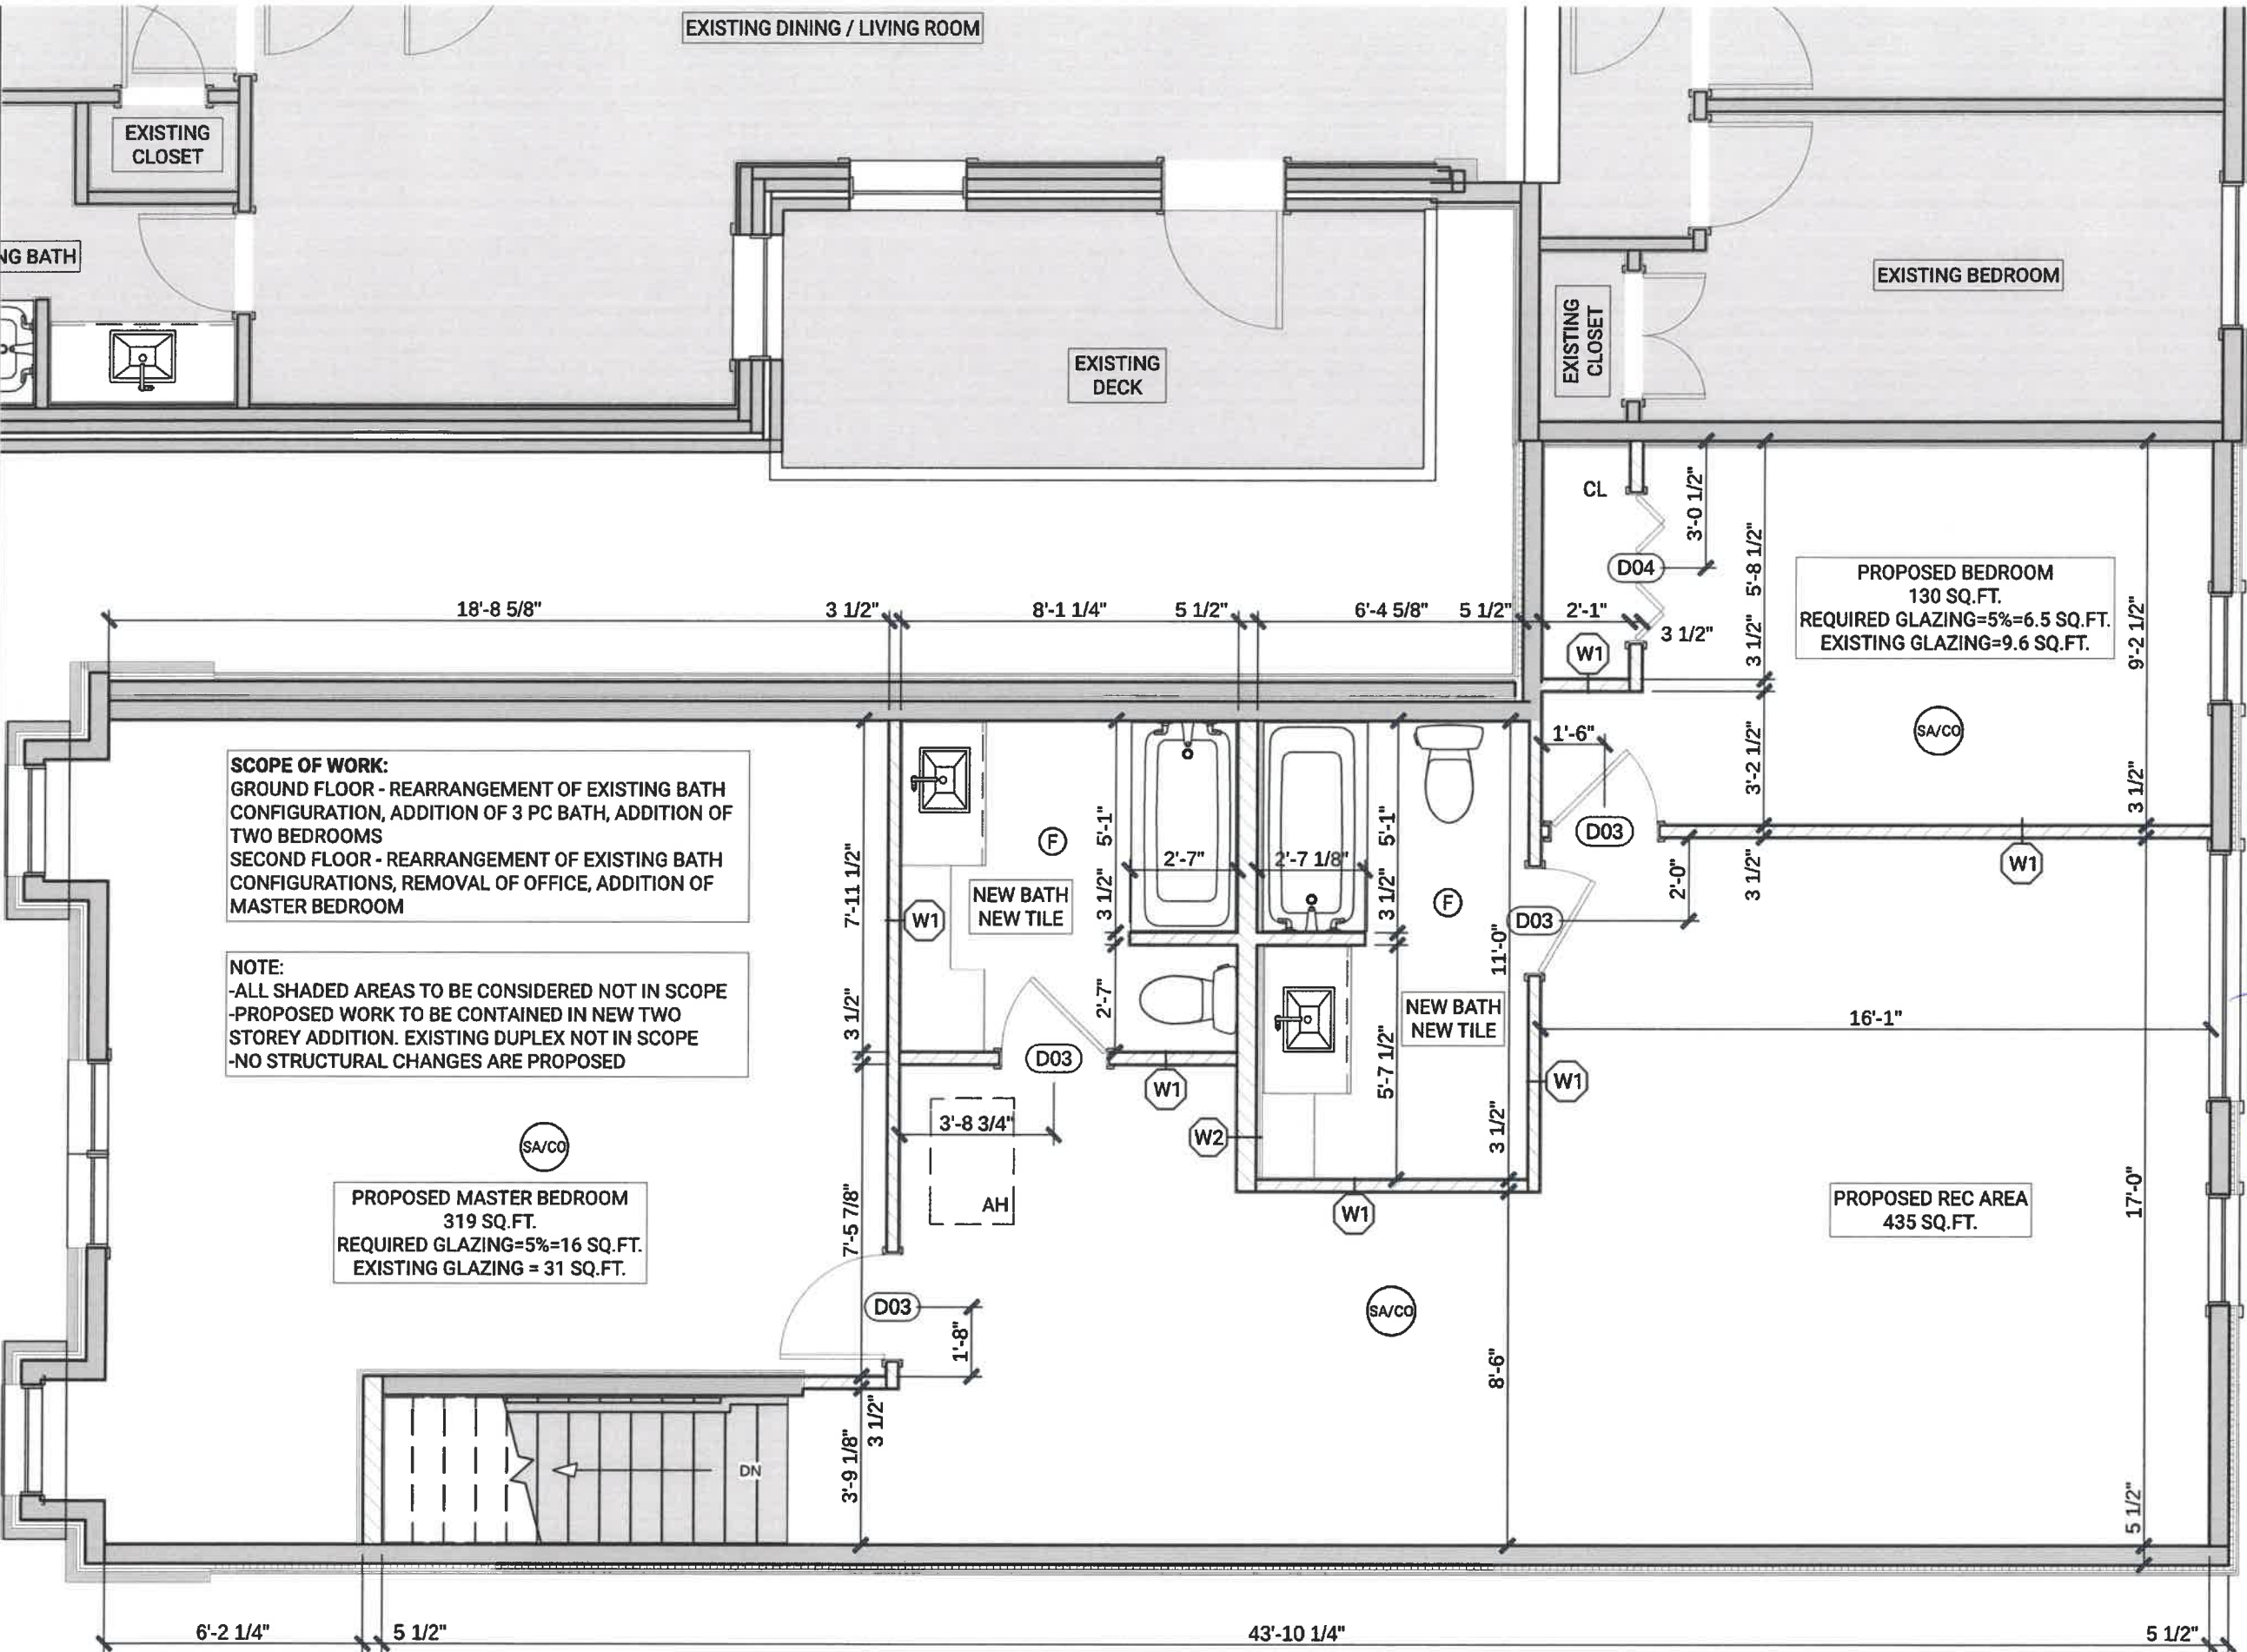 EXISTING DINING / LIVING ROOM
EXISTING
CLOSET
NG BATH
EXISTING
DECK
EXISTING
CLOSET
EXISTING BEDROOM
CL
3'-0 1/2"
5'-8 1/2"
D04
PROPOSED BEDROOM
130 SQ.FT.
REQUIRED GLAZING=5%=6.5 SQ.FT.
EXISTING GLAZING=9.6 SQ.FT.
9'-2 1/2"
18'-8 5/8"
3 1/2"
8'-1 1/4"
5 1/2"
6'-4 5/8"
5 1/2"
2'-1"
3 1/2"
3 1/2"
W1
SA/CO
1'-6"
3'-2 1/2"
3 1/2"
D03
3 1/2"
2'-0"
W1
SCOPE OF WORK:
GROUND FLOOR - REARRANGEMENT OF EXISTING BATH
CONFIGURATION, ADDITION OF 3 PC BATH, ADDITION OF
TWO BEDROOMS
SECOND FLOOR - REARRANGEMENT OF EXISTING BATH
CONFIGURATIONS, REMOVAL OF OFFICE, ADDITION OF
MASTER BEDROOM
NOTE:
-ALL SHADED AREAS TO BE CONSIDERED NOT IN SCOPE
-PROPOSED WORK TO BE CONTAINED IN NEW TWO
STOREY ADDITION. EXISTING DUPLEX NOT IN SCOPE
-NO STRUCTURAL CHANGES ARE PROPOSED
7'-11 1/2"
3 1/2"
W1
F
NEW BATH
NEW TILE
5'-1"
2'-7"
3 1/2"
2'-7"
2'-7 1/8"
5'-1"
3 1/2"
F
D03
11'-0"
NEW BATH
NEW TILE
5'-7 1/2"
3 1/2"
16'-1"
D03
W1
W1
W2
3'-8 3/4"
AH
W1
SA/CO
PROPOSED MASTER BEDROOM
319 SQ.FT.
REQUIRED GLAZING=5%=16 SQ.FT.
EXISTING GLAZING = 31 SQ.FT.
7'-5 7/8"
D03
1'-8"
SA/CO
PROPOSED REC AREA
435 SQ.FT.
17'-0"
8'-6"
3 1/2"
3'-9 1/8"
DN
5 1/2"
6'-2 1/4"
5 1/2"
43'-10 1/4"
5 1/2"